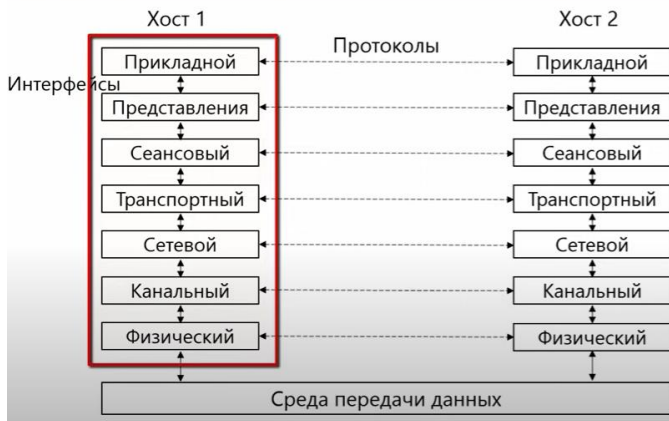 Хост 1
Хост 2
Протоколы
Интерфейсы
Прикладной
Прикладной
Представления
Представления
Сеансовый
Сеансовый
Транспортный
Транспортный
Сетевой
Сетевой
Канальный
Канальный
Физический
Физический
Среда передачи данных